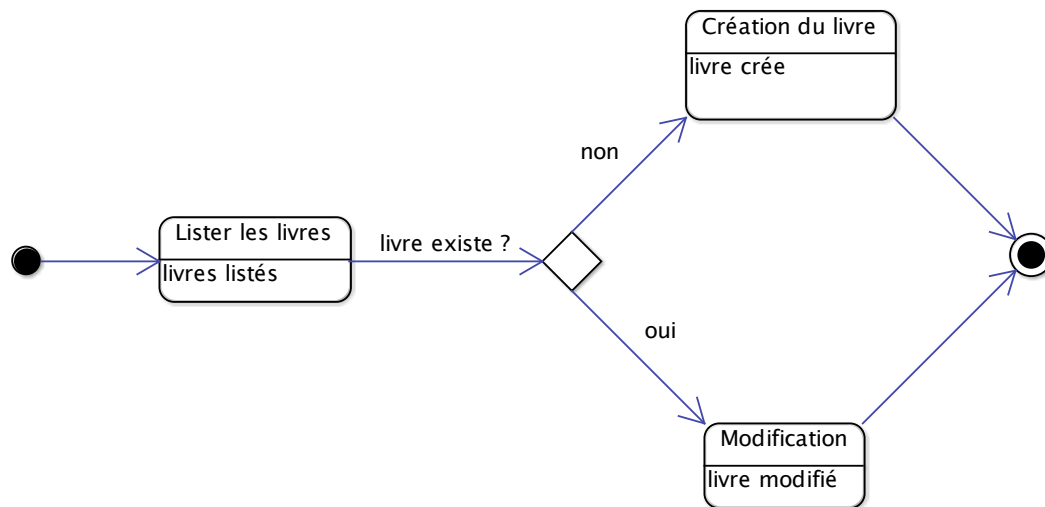 Création du livre
livre crée
non
Lister les livres
livres listés
livre existe ?
oui
Modification
livre modifié